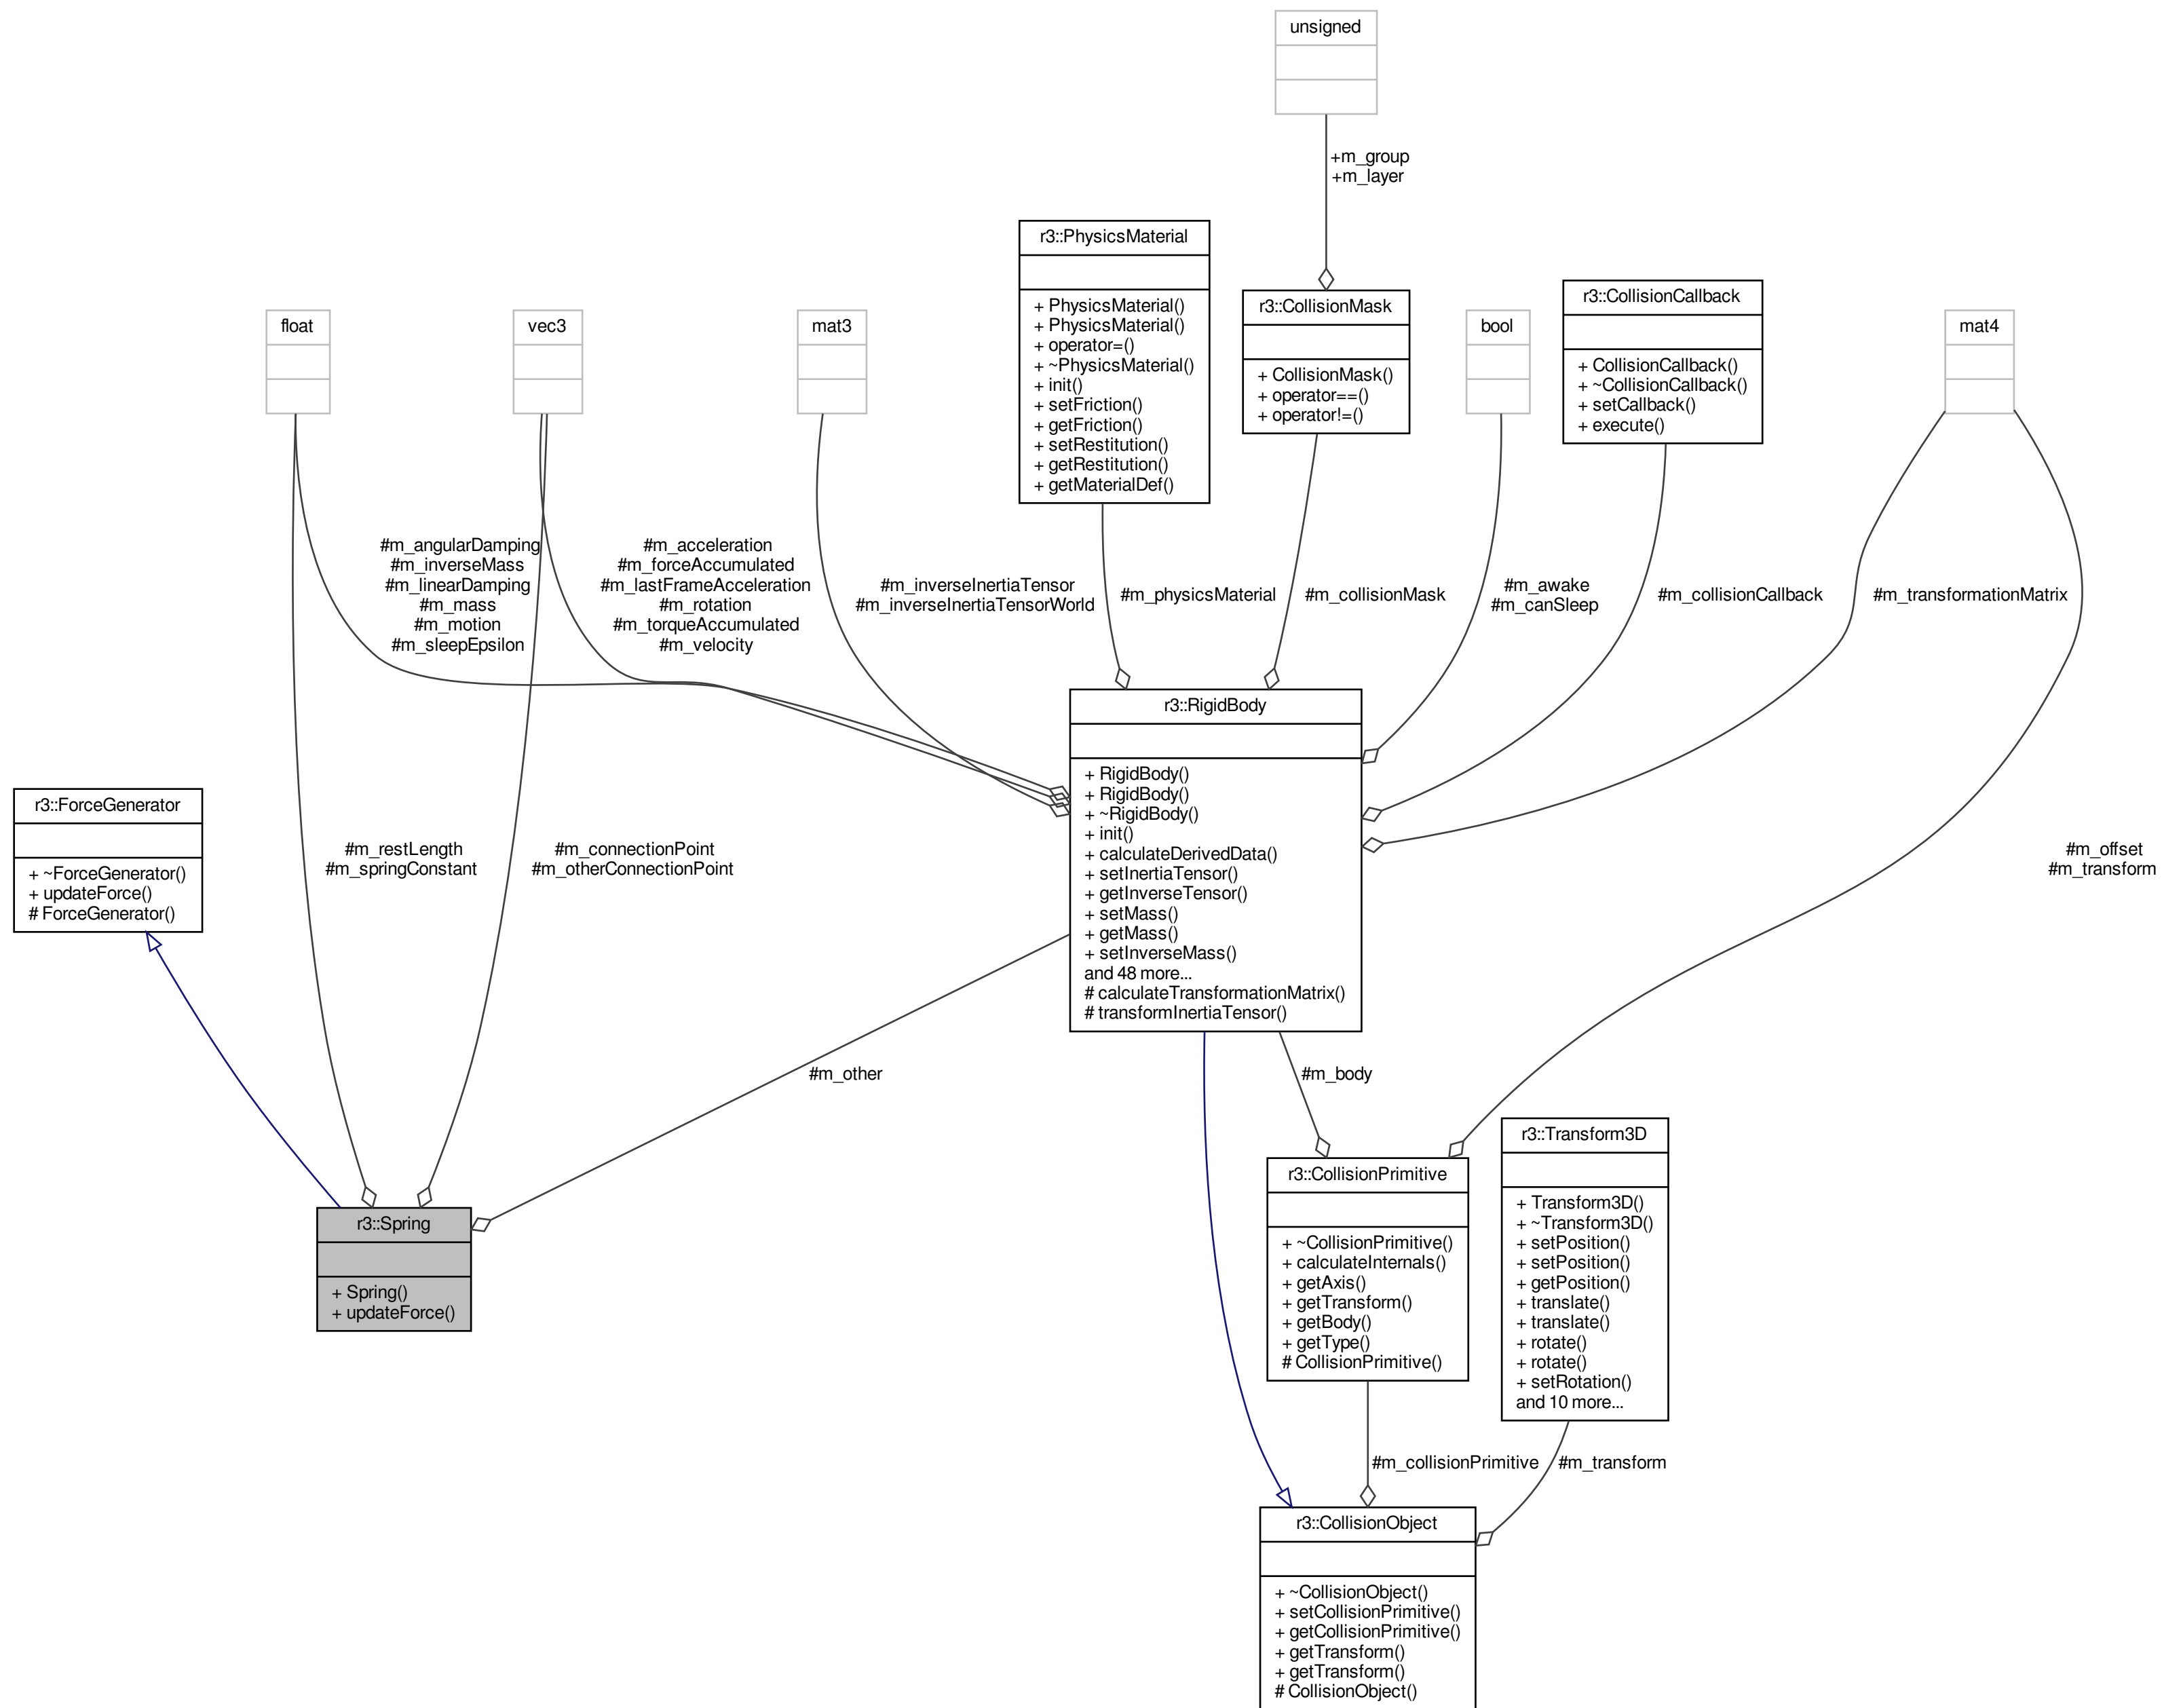 unsigned
+m_group
+m_layer
r3::PhysicsMaterial
+ PhysicsMaterial()
+ PhysicsMaterial()
+ operator=()
+ ~PhysicsMaterial()
+ init()
+ setFriction()
+ getFriction()
+ setRestitution()
+ getRestitution()
+ getMaterialDef()
r3::CollisionMask
+ CollisionMask()
+ operator==()
+ operator!=()
r3::CollisionCallback
+ CollisionCallback()
+ ~CollisionCallback()
+ setCallback()
+ execute()
float
vec3
mat3
bool
mat4
#m_angularDamping
#m_inverseMass
#m_linearDamping
#m_mass
#m_motion
#m_sleepEpsilon
#m_acceleration
#m_forceAccumulated
#m_lastFrameAcceleration
#m_rotation
#m_torqueAccumulated
#m_velocity
#m_inverseInertiaTensor
#m_inverseInertiaTensorWorld
#m_physicsMaterial
#m_collisionMask
#m_awake
#m_canSleep
#m_collisionCallback
#m_transformationMatrix
r3::RigidBody
+ RigidBody()
+ RigidBody()
+ ~RigidBody()
+ init()
+ calculateDerivedData()
+ setInertiaTensor()
+ getInverseTensor()
+ setMass()
+ getMass()
+ setInverseMass()
and 48 more...
# calculateTransformationMatrix()
# transformInertiaTensor()
r3::ForceGenerator
+ ~ForceGenerator()
+ updateForce()
# ForceGenerator()
#m_restLength
#m_springConstant
#m_connectionPoint
#m_otherConnectionPoint
#m_offset
#m_transform
#m_other
#m_body
r3::Spring
+ Spring()
+ updateForce()
r3::CollisionPrimitive
+ ~CollisionPrimitive()
+ calculateInternals()
+ getAxis()
+ getTransform()
+ getBody()
+ getType()
# CollisionPrimitive()
r3::Transform3D
+ Transform3D()
+ ~Transform3D()
+ setPosition()
+ setPosition()
+ getPosition()
+ translate()
+ translate()
+ rotate()
+ rotate()
+ setRotation()
and 10 more...
#m_collisionPrimitive
#m_transform
r3::CollisionObject
+ ~CollisionObject()
+ setCollisionPrimitive()
+ getCollisionPrimitive()
+ getTransform()
+ getTransform()
# CollisionObject()